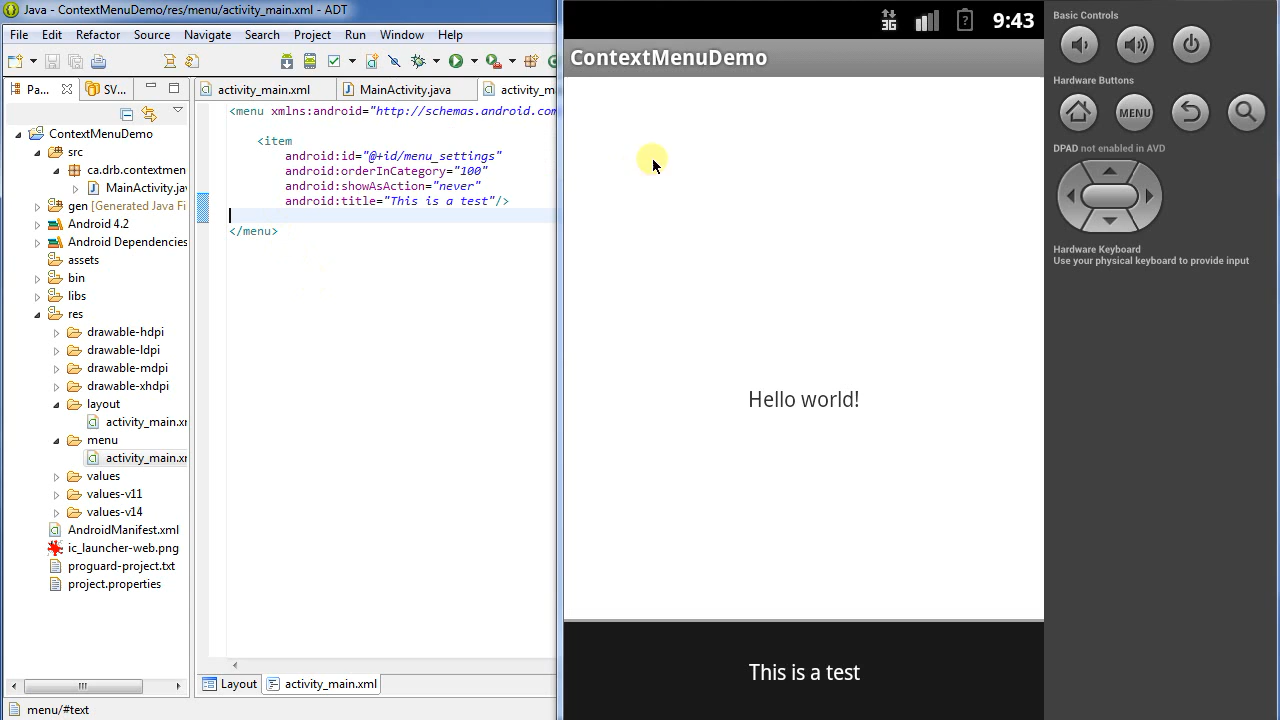 Java - ContextMenuDemo/res/menu/activity_main.xml - ADT
File Edit Refactor Source Navigate Search Project Run Window Help
Pa...
SV...
ContextMenuDemo
src
ca.drb.contextmen
MainActivity.jav
gen [Generated Java Fi
Android 4.2
Android Dependencies
assets
bin
libs
res
drawable-hdpi
drawable-ldpi
drawable-mdpi
drawable-xhdpi
layout
activity_main.xr
menu
activity_main.xr
values
values-v11
values-v14
AndroidManifest.xml
ic_launcher-web.png
proguard-project.txt
project.properties
activity_main.xml
MainActivity.java
activity_m
<menu xmlns:android="http://schemas.android.com
<item
android:id="@+id/menu_settings"
android:orderInCategory="100"
android:showAsAction="never"
android:title="This is a test"/>
</menu>
Layout
activity_main.xml
menu/#text
3G
9:43
ContextMenuDemo
Hello world!
This is a test
Basic Controls
Hardware Buttons
MENU
DPAD not enabled in AVD
Hardware Keyboard
Use your physical keyboard to provide input